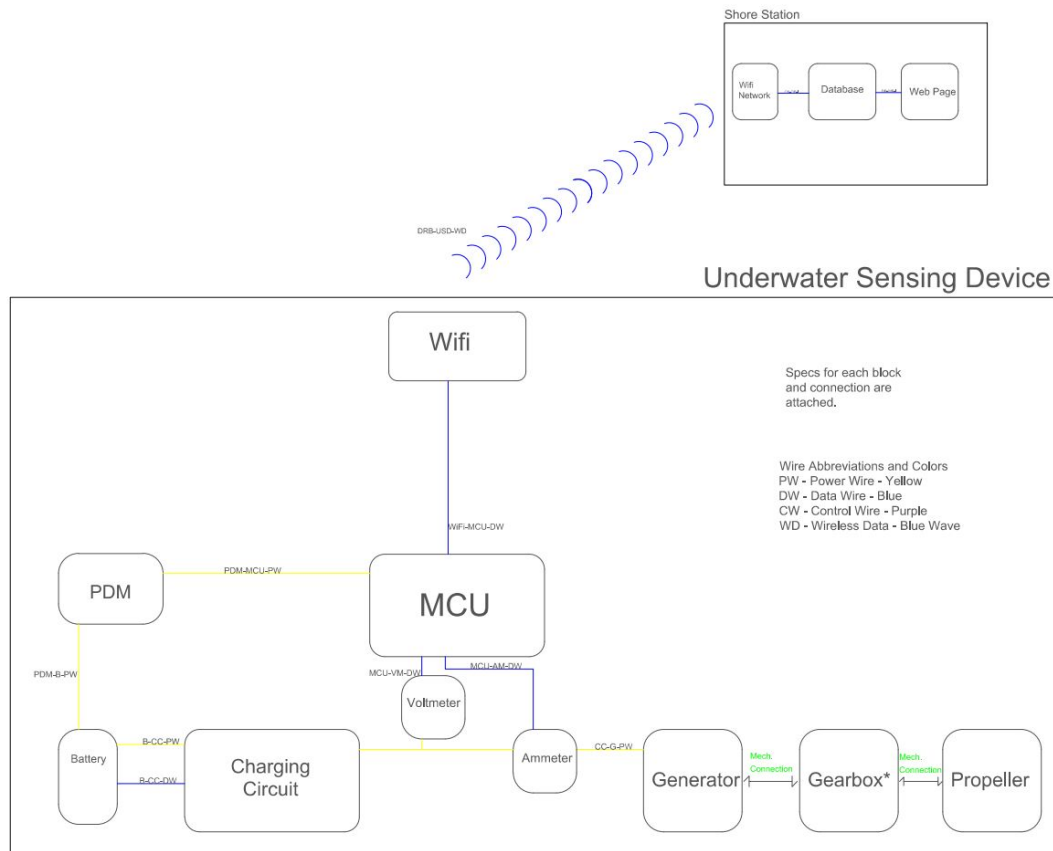 Shore Station
Wifi
Network
Database
Web Page
DRB-USD-WD
Underwater Sensing Device
Wifi
Specs for each block
and connection are
attached.
Wire Abbreviations and Colors
PW - Power Wire - Yellow
DW - Data Wire - Blue
CW - Control Wire - Purple
WD - Wireless Data - Blue Wave
WiFi-MCU-DW
PDM
PDM-MCU-PW
MCU
PDM-B-PW
MCU-VM-DW
MCU-AM-DW
Voltmeter
Battery
B-CC-PW
B-CC-DW
Charging
Circuit
Ammeter
CC-G-PW
Generator
Mech.
Connection
Gearbox*
Mech.
Connection
Propeller